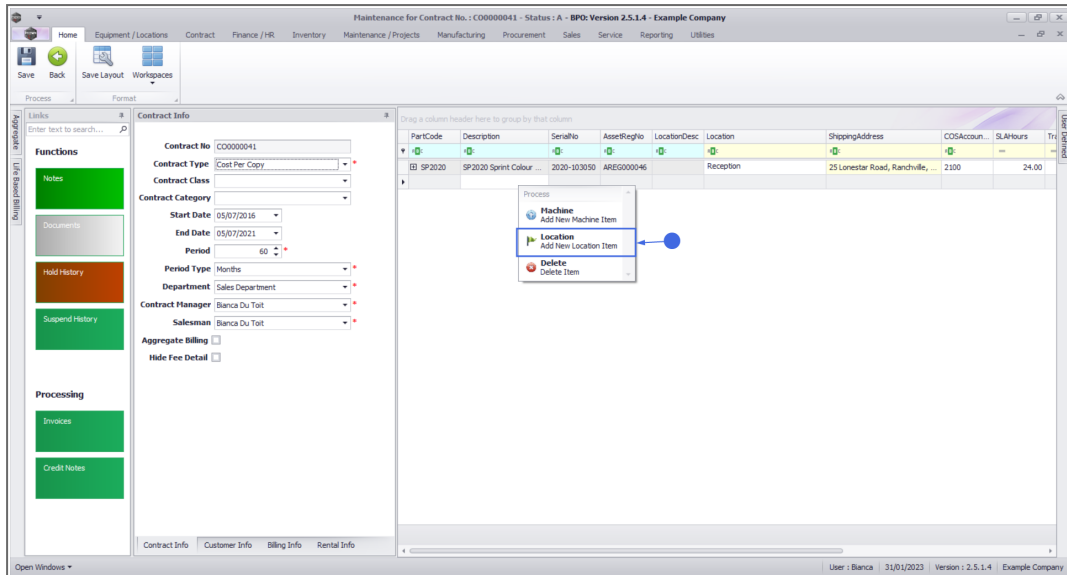 Maintenance for Contract No. : CO0000041 - Status : A - BPO: Version 2.5.1.4 - Example Company
Home Equipment / Locations Contract Finance / HR Inventory Maintenance / Projects Manufacturing Procurement Sales Service Reporting Utilities
Save Back Save Layout Workspaces
Process Format
Aggregate
Life Based Billing
Links
Enter text to search...
Functions
Notes
Documents
Hold History
Suspend History
Processing
Invoices
Credit Notes
Contract Info
Contract No CO0000041
Contract Type Cost Per Copy *
Contract Class
Contract Category
Start Date 05/07/2016
End Date 05/07/2021
Period 60 *
Period Type Months *
Department Sales Department *
Contract Manager Bianca Du Toit *
Salesman Bianca Du Toit *
Aggregate Billing
Hide Fee Detail
Contract Info Customer Info Billing Info Rental Info
Drag a column header here to group by that column
PartCode Description SerialNo AssetRegNo LocationDesc Location ShippingAddress COSAccoun... SLAHours Tra
SP2020 SP2020 Sprint Colour ... 2020-103050 AREG000046 Reception 25 Lonestar Road, Ranchville, ... 2100 24.00
Process
Machine
Add New Machine Item
Location
Add New Location Item
Delete
Delete Item
User Defined
Open Windows User : Bianca 31/01/2023 Version : 2.5.1.4 Example Company